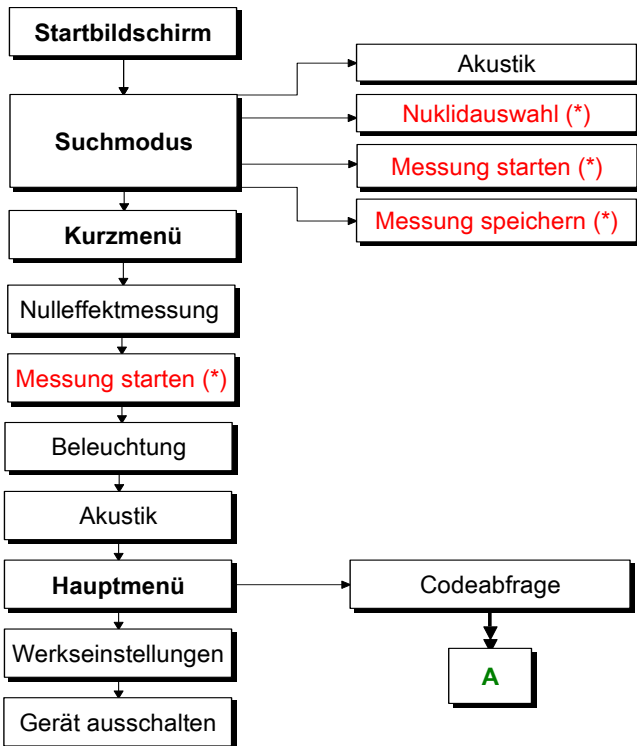 Startbildschirm
Suchmodus
Akustik
Nuklidauswahl (*)
Messung starten (*)
Messung speichern (*)
Kurzmenü
Nulleffektmessung
Messung starten (*)
Beleuchtung
Akustik
Hauptmenü
Codeabfrage
Werkseinstellungen
A
Gerät ausschalten